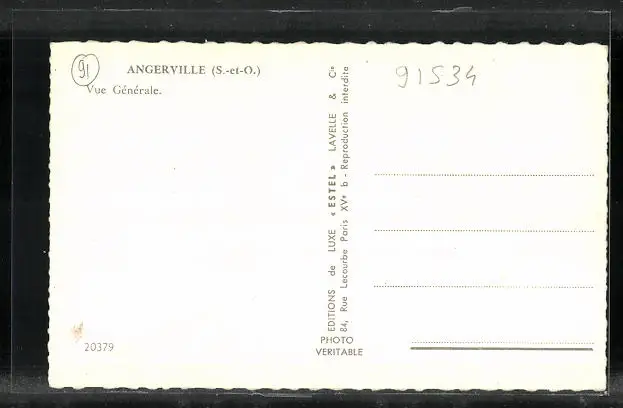 91
ANGERVILLE (S.-et-O.)
Vue Générale.
91534
EDITIONS de LUXE « ESTEL » LAVELLE & Cie
84, Rue Lecourbe Paris XVe b - Reproduction interdite
PHOTO
VERITABLE
20379